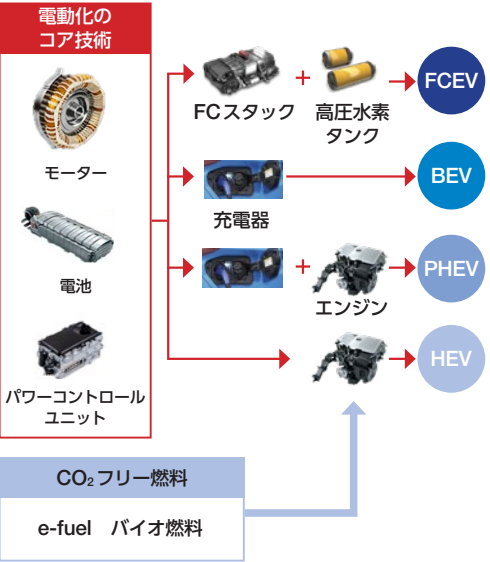 電動化の
コア技術
モーター
電池
パワーコントロール
ユニット
FCスタック
+
高圧水素
タンク
FCEV
充電器
BEV
+
エンジン
PHEV
HEV
CO₂フリー燃料
e-fuel バイオ燃料